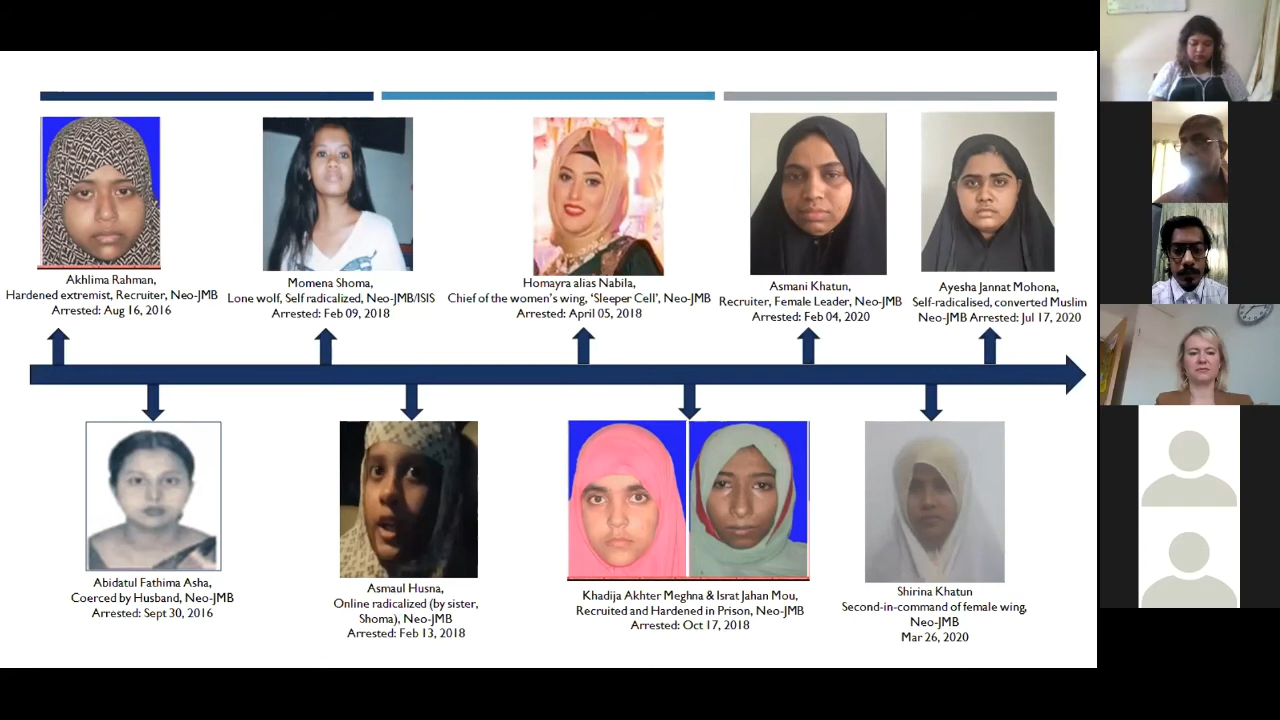 Akhlima Rahman,
Hardened extremist, Recruiter, Neo-JMB
Arrested: Aug 16, 2016
Momena Shoma,
Lone wolf, Self radicalized, Neo-JMB/ISIS
Arrested: Feb 09, 2018
Homayra alias Nabila,
Chief of the women's wing, 'Sleeper Cell', Neo-JMB
Arrested: April 05, 2018
Asmani Khatun,
Recruiter, Female Leader, Neo-JMB
Arrested: Feb 04, 2020
Ayesha Jannat Mohona,
Self-radicalised, converted Muslim
Neo-JMB Arrested: Jul 17, 2020
Abidatul Fathima Asha,
Coerced by Husband, Neo-JMB
Arrested: Sept 30, 2016
Asmaul Husna,
Online radicalized (by sister,
Shoma), Neo-JMB
Arrested: Feb 13, 2018
Khadija Akhter Meghna & Israt Jahan Mou,
Recruited and Hardened in Prison, Neo-JMB
Arrested: Oct 17, 2018
Shirina Khatun
Second-in-command of female wing,
Neo-JMB
Mar 26, 2020